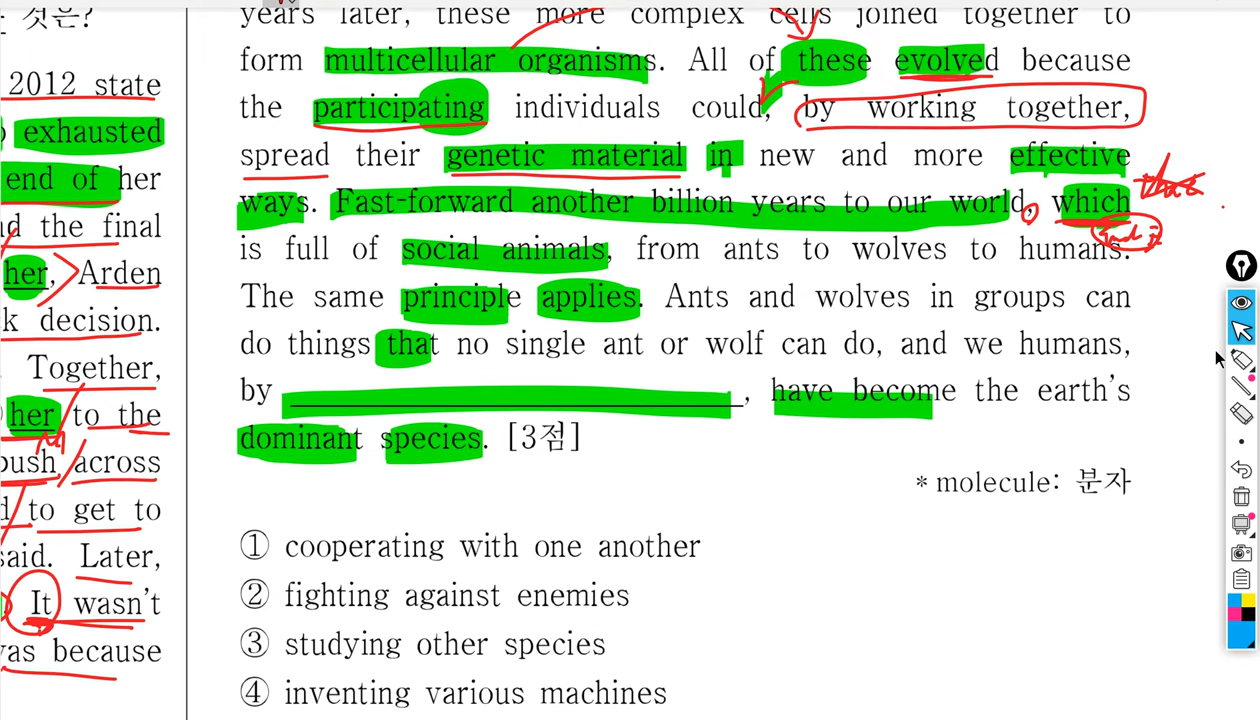 것은?
2012 state
exhausted
end of her
the final
her, Arden
decision.
Together,
her to the
push across
to get to
said. Later,
It wasn't
was because
years later, these more complex cells joined together to
form multicellular organisms. All of these evolved because
the participating individuals could, by working together,
spread their genetic material in new and more effective
ways. Fast-forward another billion years to our world, which
is full of social animals, from ants to wolves to humans.
The same principle applies. Ants and wolves in groups can
do things that no single ant or wolf can do, and we humans,
by ____________, have become the earth's
dominant species. [3점]
* molecule: 분자
① cooperating with one another
② fighting against enemies
③ studying other species
④ inventing various machines